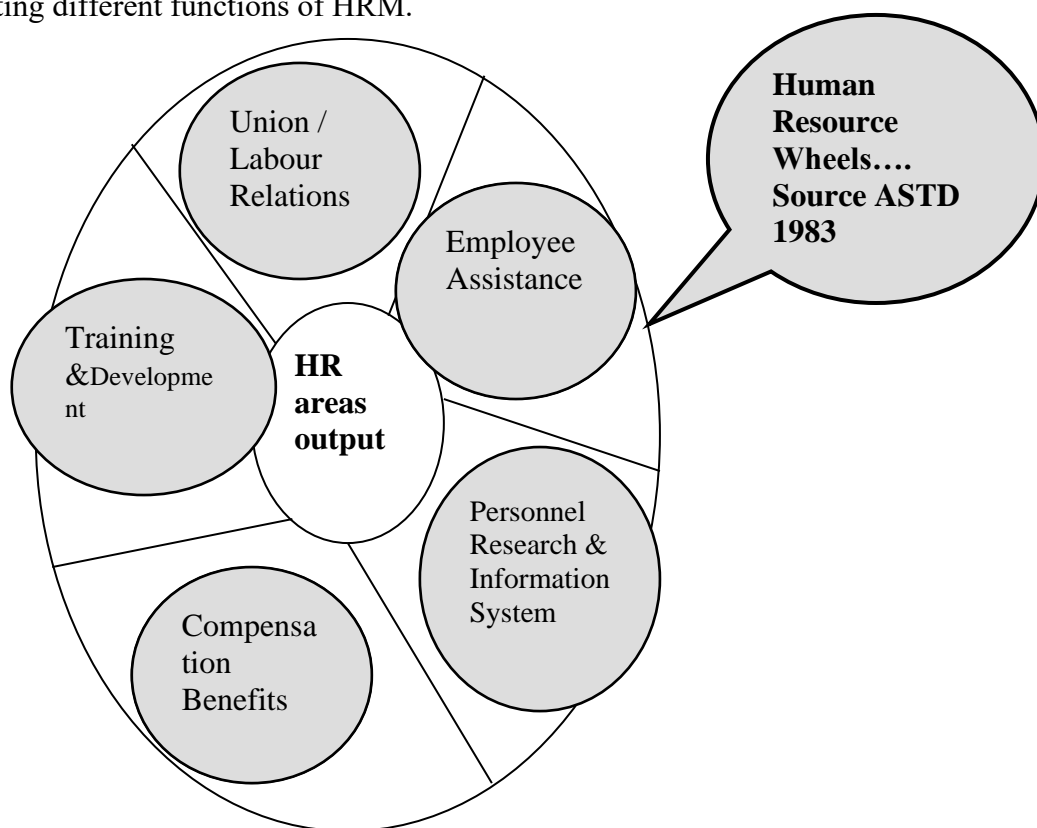 ting different functions of HRM.
Union /
Labour
Relations
Human
Resource
Wheels….
Source ASTD
1983
Employee
Assistance
Training
&Developme
nt
HR
areas
output
Personnel
Research &
Information
System
Compensa
tion
Benefits